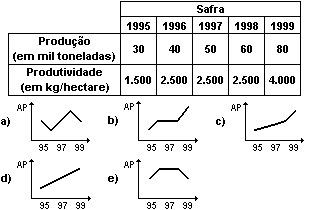 Safra
1995 1996 1997 1998 1999
Produção
(em mil toneladas) 30 40 50 60 80
Produtividade
(em kg/hectare) 1.500 2.500 2.500 2.500 4.000
a) AP 95 97 99
b) AP 95 97 99
c) AP 95 97 99
d) AP 95 97 99
e) AP 95 97 99